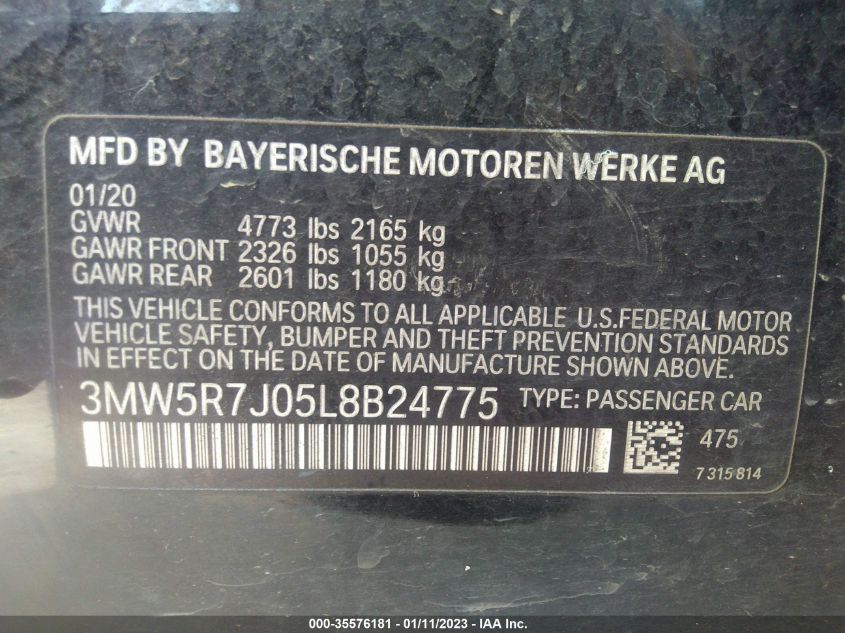 MFD BY BAYERISCHE MOTOREN WERKE AG
01/20
GVWR 4773 lbs 2165 kg
GAWR FRONT 2326 lbs 1055 kg
GAWR REAR 2601 lbs 1180 kg
THIS VEHICLE CONFORMS TO ALL APPLICABLE U.S.FEDERAL MOTOR
VEHICLE SAFETY, BUMPER AND THEFT PREVENTION STANDARDS
IN EFFECT ON THE DATE OF MANUFACTURE SHOWN ABOVE.
3MW5R7J05L8B24775 TYPE: PASSENGER CAR
475
7 315 814
000-35576181 - 01/11/2023 - IAA Inc.